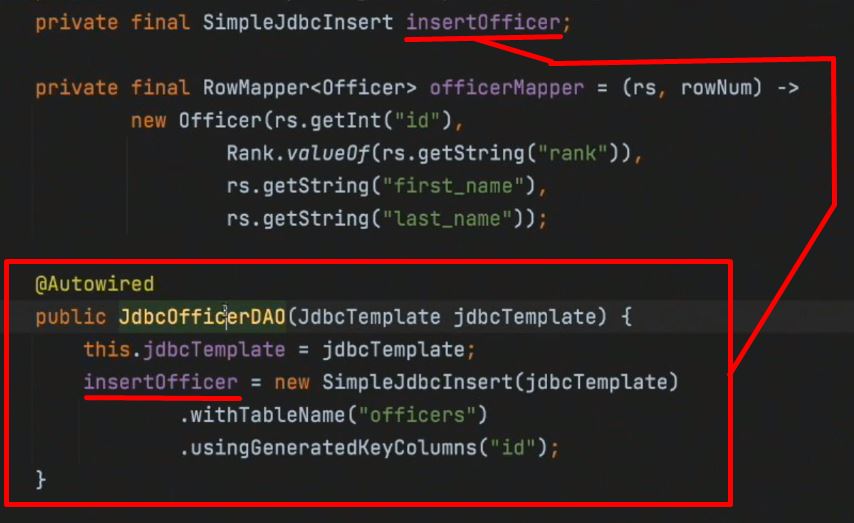 private final SimpleJdbcInsert insertOfficer;
private final RowMapper<Officer> officerMapper = (rs, rowNum) ->
new Officer(rs.getInt("id"),
Rank.valueOf(rs.getString("rank")),
rs.getString("first_name"),
rs.getString("last_name"));
@Autowired
public JdbcOfficerDAO(JdbcTemplate jdbcTemplate) {
this.jdbcTemplate = jdbcTemplate;
insertOfficer = new SimpleJdbcInsert(jdbcTemplate)
.withTableName("officers")
.usingGeneratedKeyColumns("id");
}